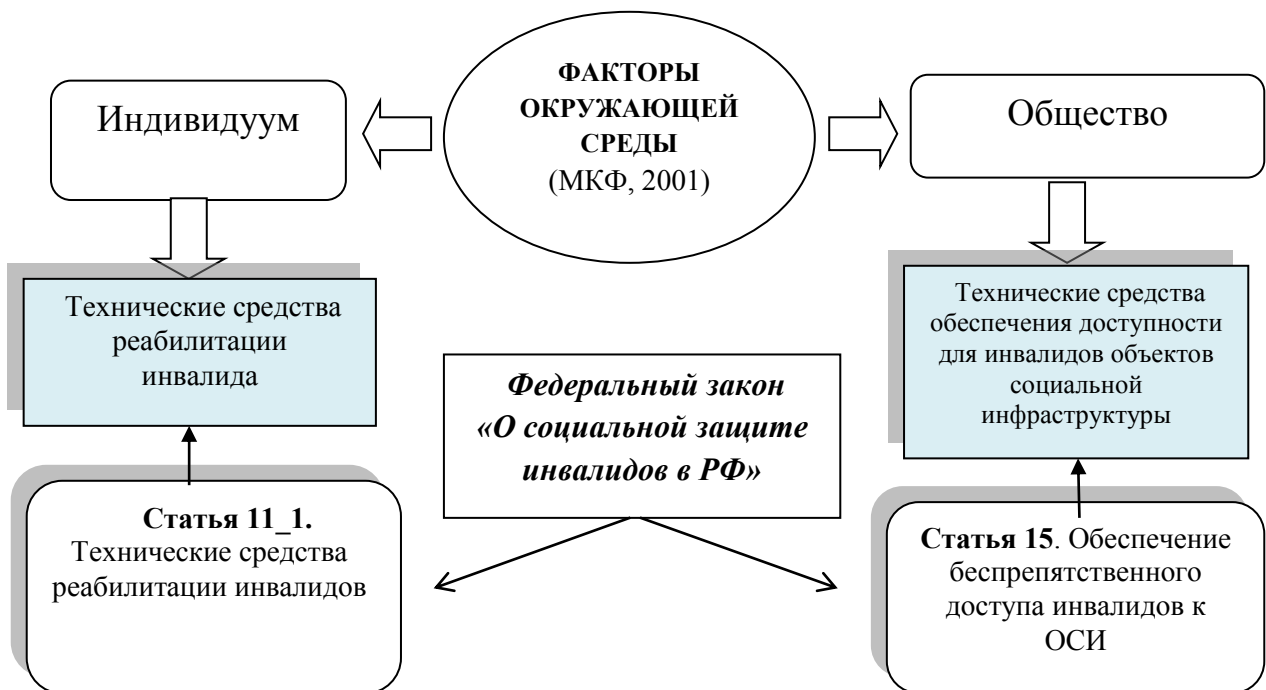 ФАКТОРЫ
ОКРУЖАЮЩЕЙ
СРЕДЫ
(МКФ, 2001)
Индивидуум
Общество
Технические средства
реабилитации
инвалида
Технические средства
обеспечения доступности
для инвалидов объектов
социальной
инфраструктуры
Федеральный закон
«О социальной защите
инвалидов в РФ»
Статья 11_1.
Технические средства
реабилитации инвалидов
Статья 15. Обеспечение
беспрепятственного
доступа инвалидов к
ОСИ